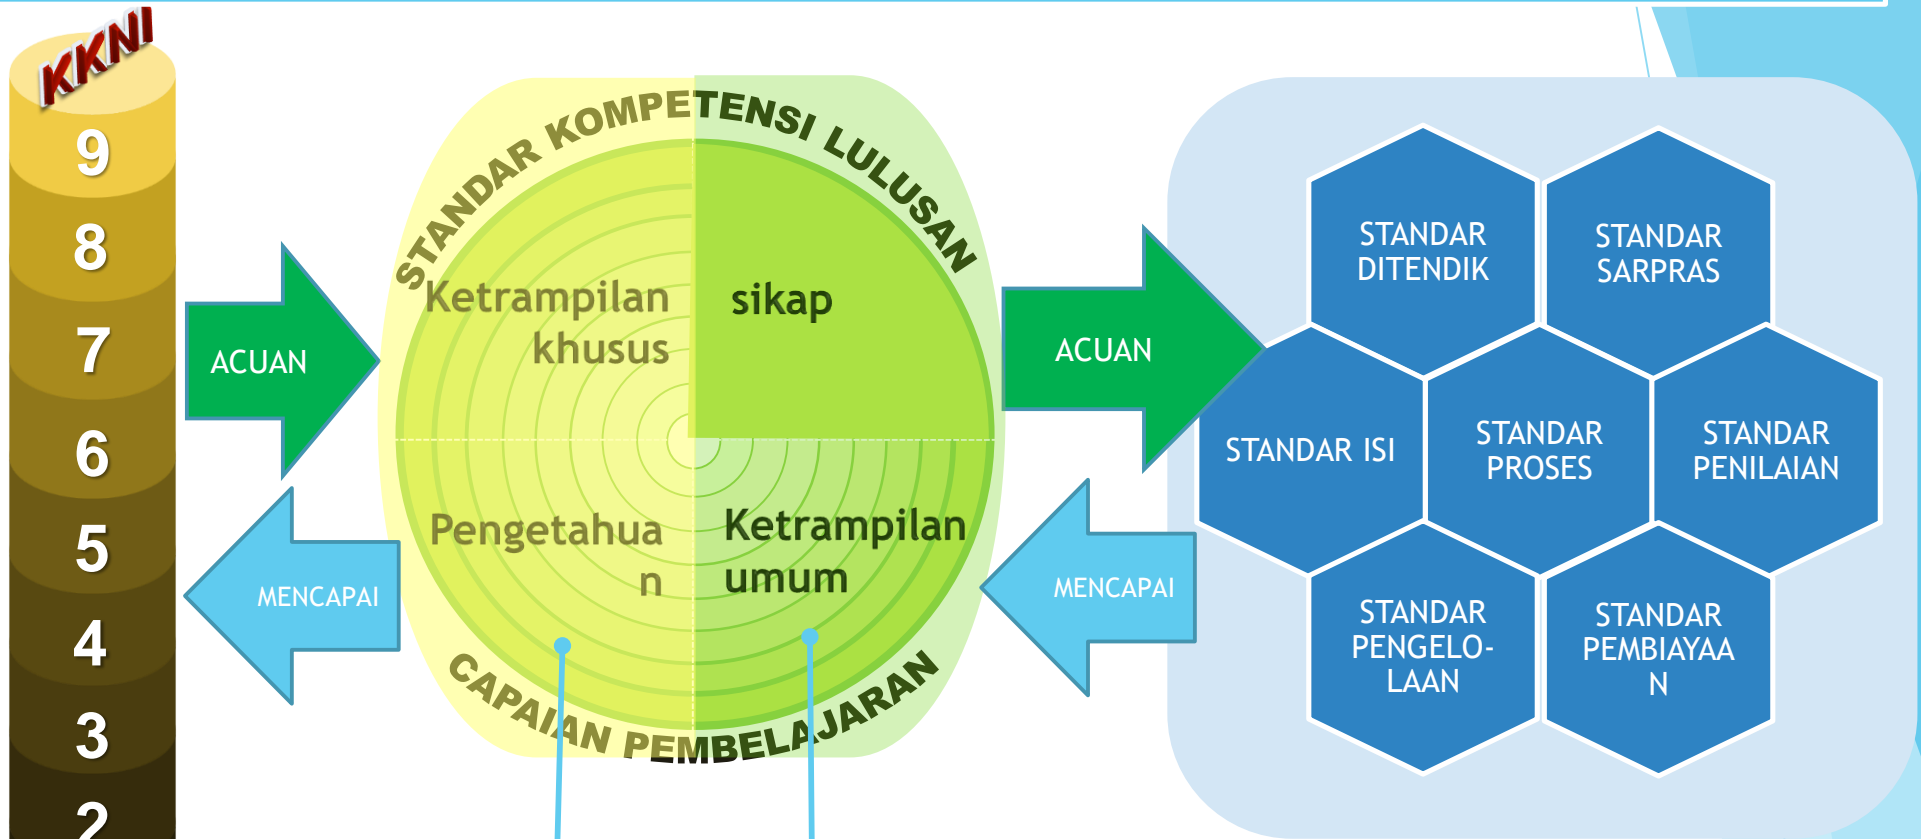 KKNI
9
8
7
6
5
4
3
2
ACUAN
MENCAPAI
STANDAR KOMPETENSI LULUSAN
Ketrampilan
khusus
sikap
Pengetahua
n
Ketrampilan
umum
CAPAIAN PEMBELAJARAN
ACUAN
MENCAPAI
STANDAR
DITENDIK
STANDAR
SARPRAS
STANDAR ISI
STANDAR
PROSES
STANDAR
PENILAIAN
STANDAR
PENGELO-
LAAN
STANDAR
PEMBIAYAA
N